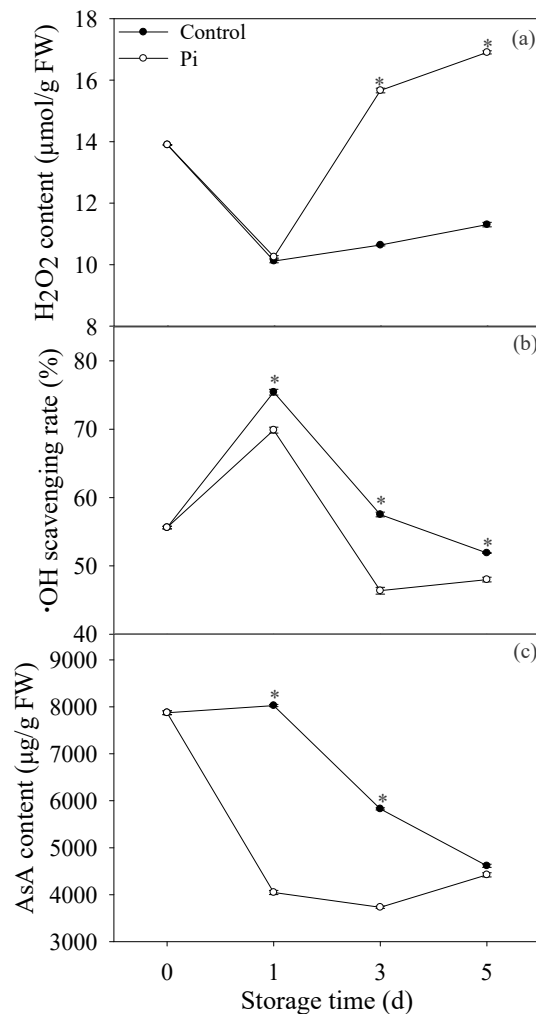 18
Control
Pi
(a)
*
*
16
14
12
10
8
H2O2 content (μmol/g FW)
(b)
80
*
70
*
60
*
50
40
·OH scavenging rate (%)
(c)
9000
8000
*
7000
6000
*
5000
4000
3000
AsA content (μg/g FW)
0 1 3 5
Storage time (d)